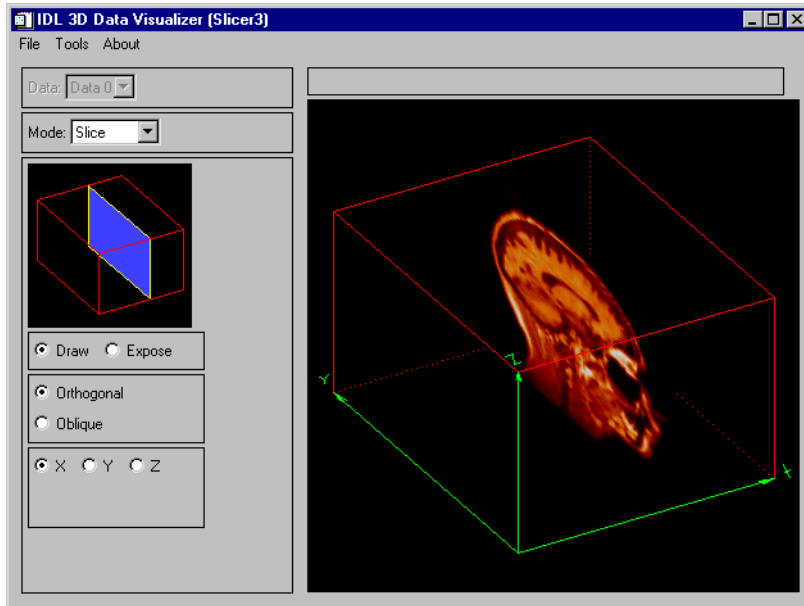 IDL 3D Data Visualizer (Slicer3)
File Tools About
Data: Data 0
Mode: Slice
Draw Expose
Orthogonal
Oblique
X Y Z
Z
Y
X